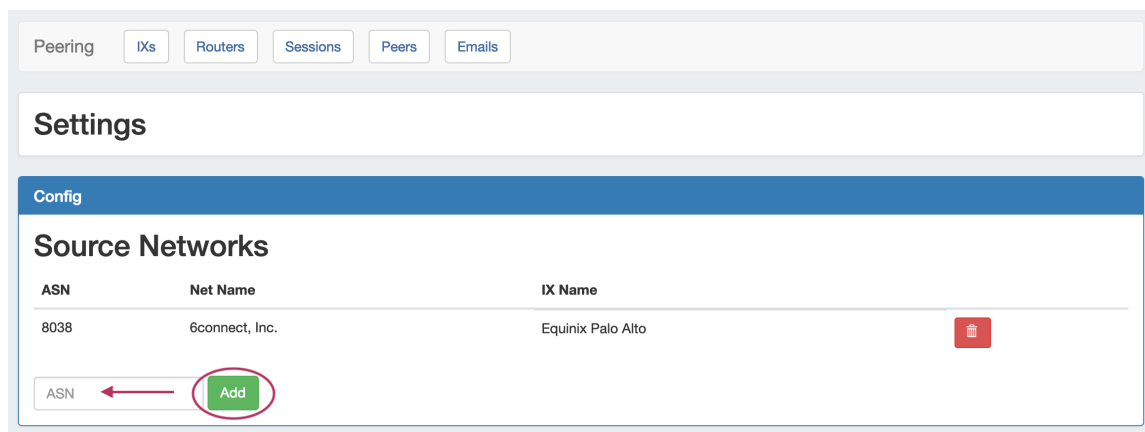 Peering IXs Routers Sessions Peers Emails
Settings
Config
Source Networks
ASN Net Name IX Name
8038 6connect, Inc. Equinix Palo Alto
ASN Add